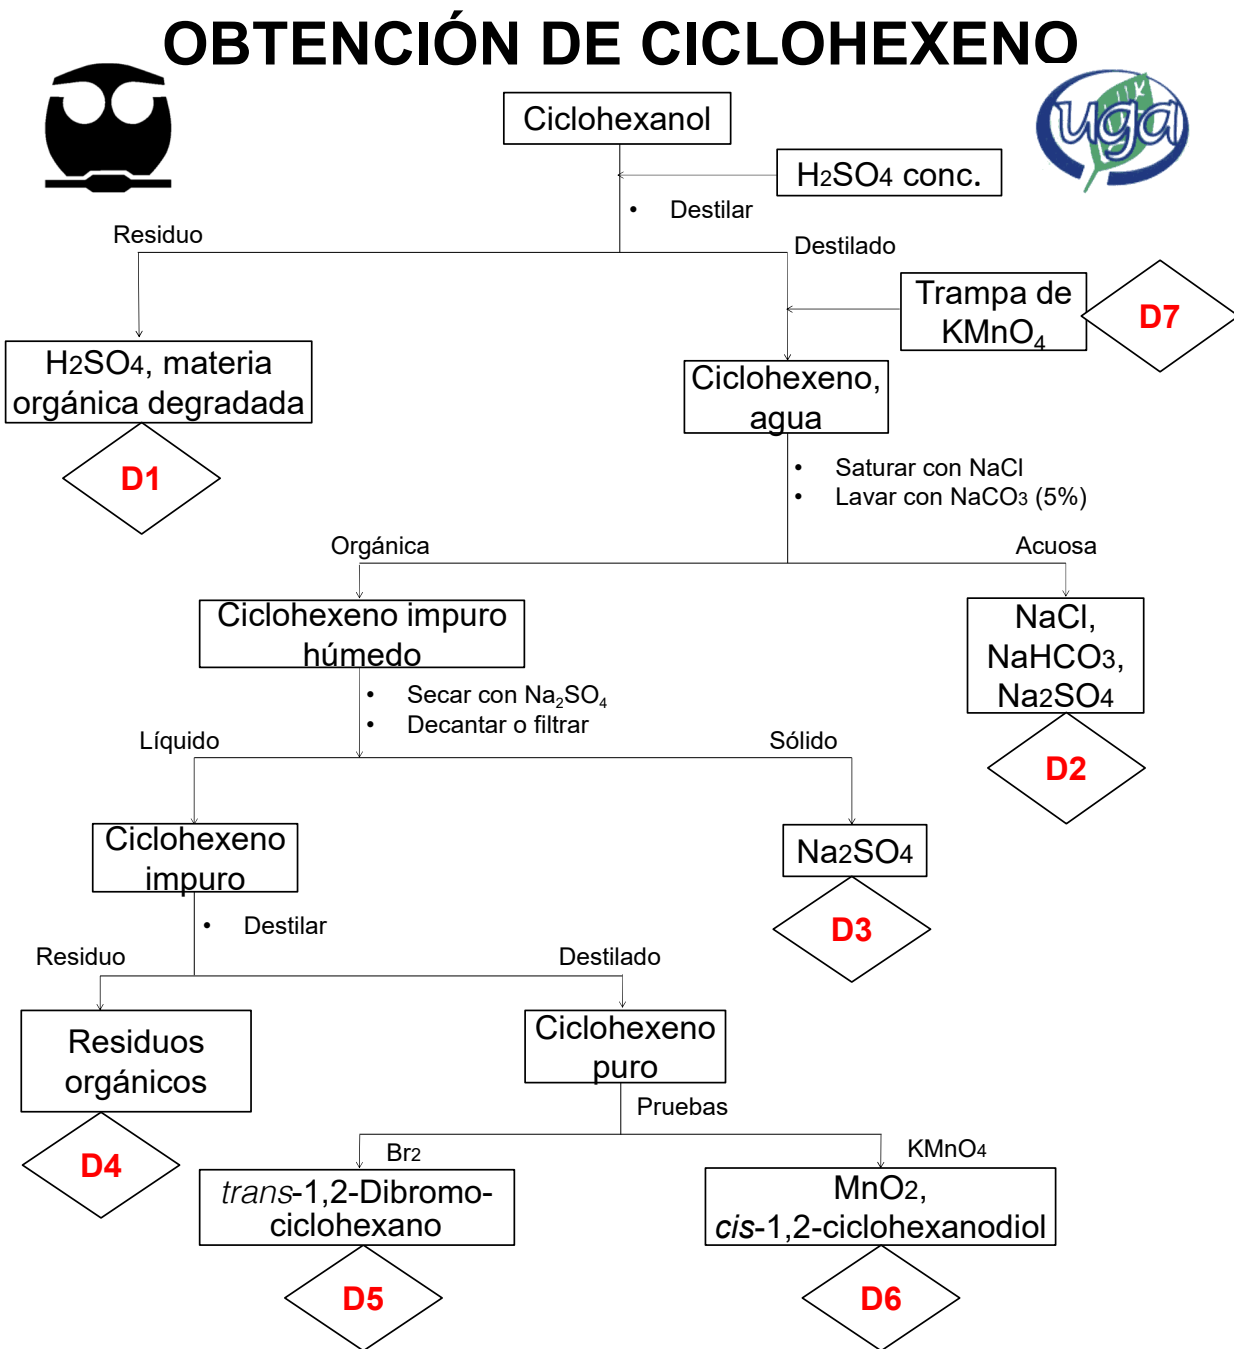 OBTENCIÓN DE CICLOHEXENO
uga
Ciclohexanol
H2SO4 conc.
• Destilar
Residuo
Destilado
Trampa de
KMnO4
D7
H2SO4, materia
orgánica degradada
D1
Ciclohexeno,
agua
• Saturar con NaCl
• Lavar con NaCO3 (5%)
Orgánica
Acuosa
Ciclohexeno impuro
húmedo
NaCl,
NaHCO3,
Na2SO4
D2
• Secar con Na2SO4
• Decantar o filtrar
Líquido
Sólido
Ciclohexeno
impuro
Na2SO4
D3
• Destilar
Residuo
Destilado
Residuos
orgánicos
D4
Ciclohexeno
puro
Pruebas
Br2
KMnO4
trans-1,2-Dibromo-
ciclohexano
D5
MnO2,
cis-1,2-ciclohexanodiol
D6